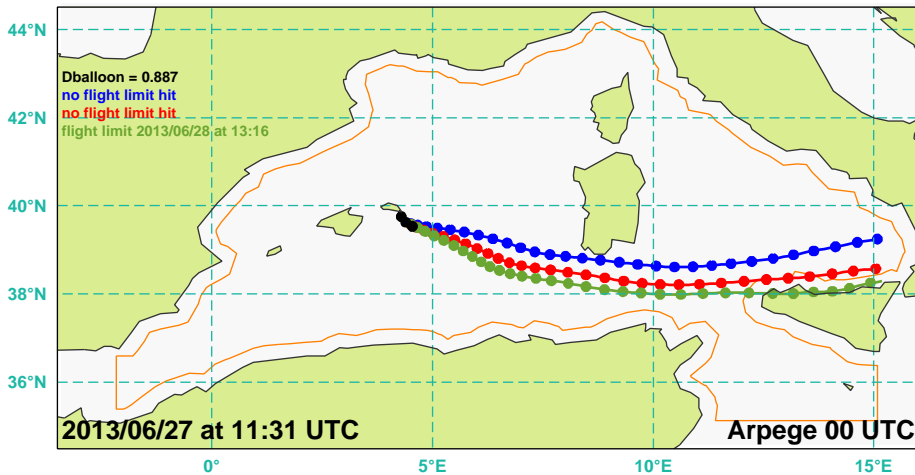 44°N
Dballoon = 0.887
no flight limit hit
no flight limit hit
flight limit 2013/06/28 at 13:16
42°N
40°N
38°N
36°N
2013/06/27 at 11:31 UTC
Arpege 00 UTC
0°
5°E
10°E
15°E